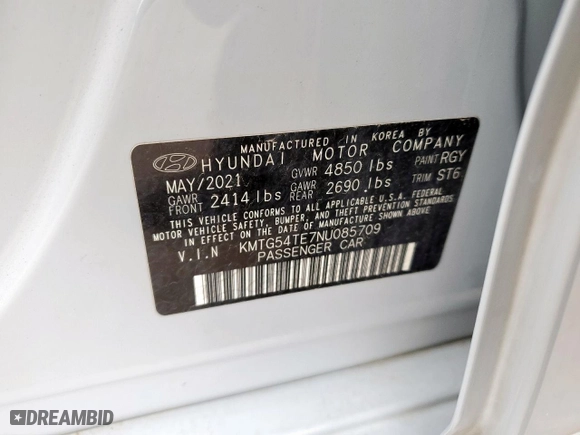 MANUFACTURED IN KOREA BY
HYUNDAI MOTOR COMPANY
MAY/2021 GVWR 4850 lbs PAINT RGY
GAWR FRONT 2414 lbs GAWR REAR 2690 lbs TRIM ST6
THIS VEHICLE CONFORMS TO ALL APPLICABLE U.S.A. FEDERAL
MOTOR VEHICLE SAFETY, BUMPER, AND THEFT PREVENTION STANDARDS
IN EFFECT ON THE DATE OF MANUFACTURE SHOWN ABOVE.
V.I.N KMTG54TE7NU085709
PASSENGER CAR
DREAMBID